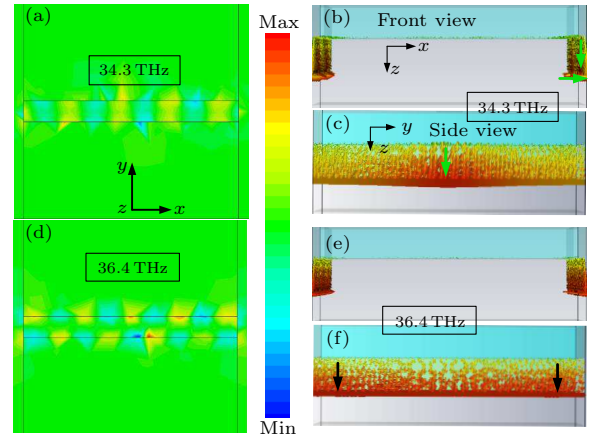 (a)
34.3 THz
y
z
x
(d)
36.4 THz
Max
Min
(b)
Front view
x
z
34.3 THz
(c)
y
Side view
z
(e)
36.4 THz
(f)